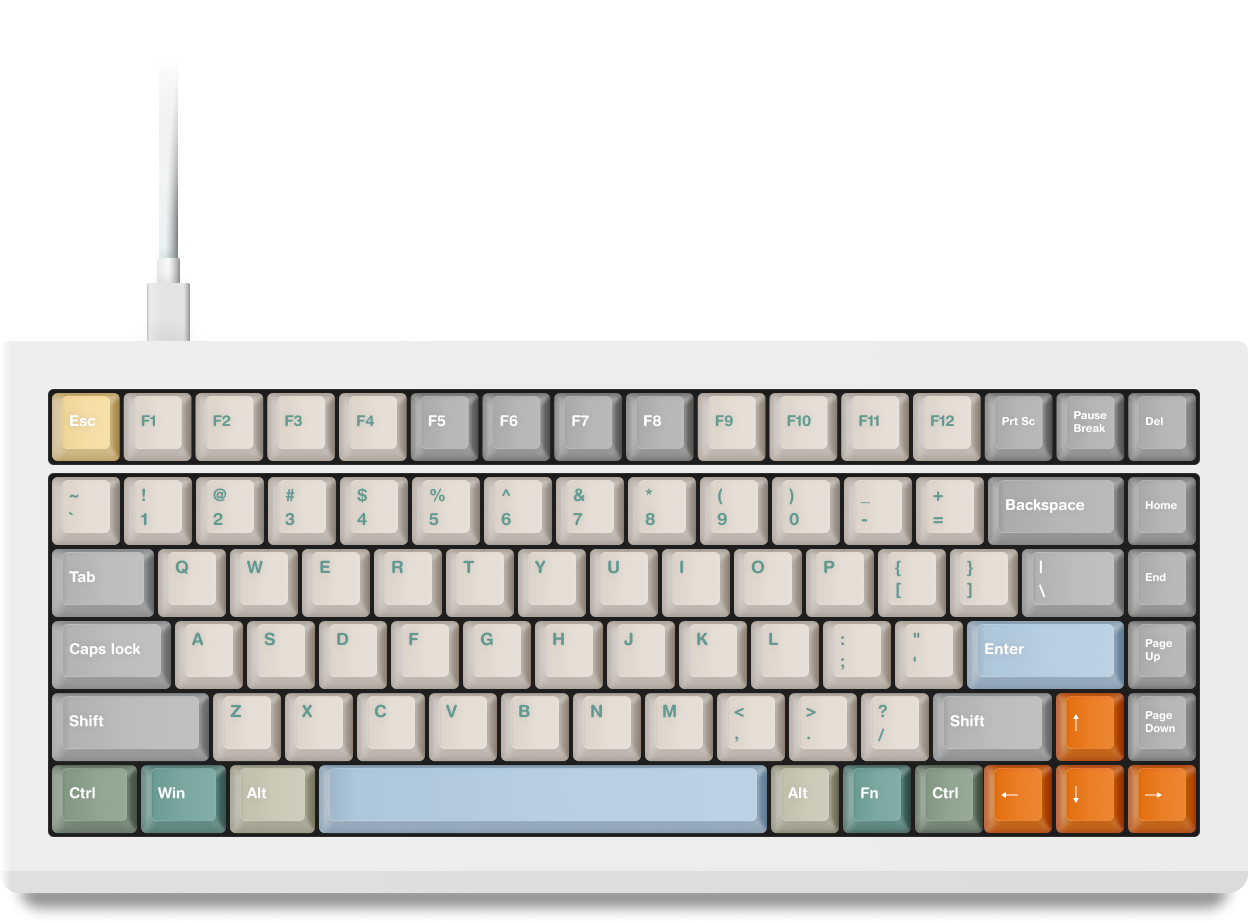 Esc F1 F2 F3 F4 F5 F6 F7 F8 F9 F10 F11 F12 Prt Sc Pause Break Del
~ ` ! 1 @ 2 # 3 $ 4 % 5 ^ 6 & 7 * 8 ( 9 ) 0 _ - + = Backspace Home
Tab Q W E R T Y U I O P { [ } ] | \ End
Caps lock A S D F G H J K L : ; " ' Enter Page Up
Shift Z X C V B N M < , > . ? / Shift ↑ Page Down
Ctrl Win Alt Alt Fn Ctrl ← ↓ →